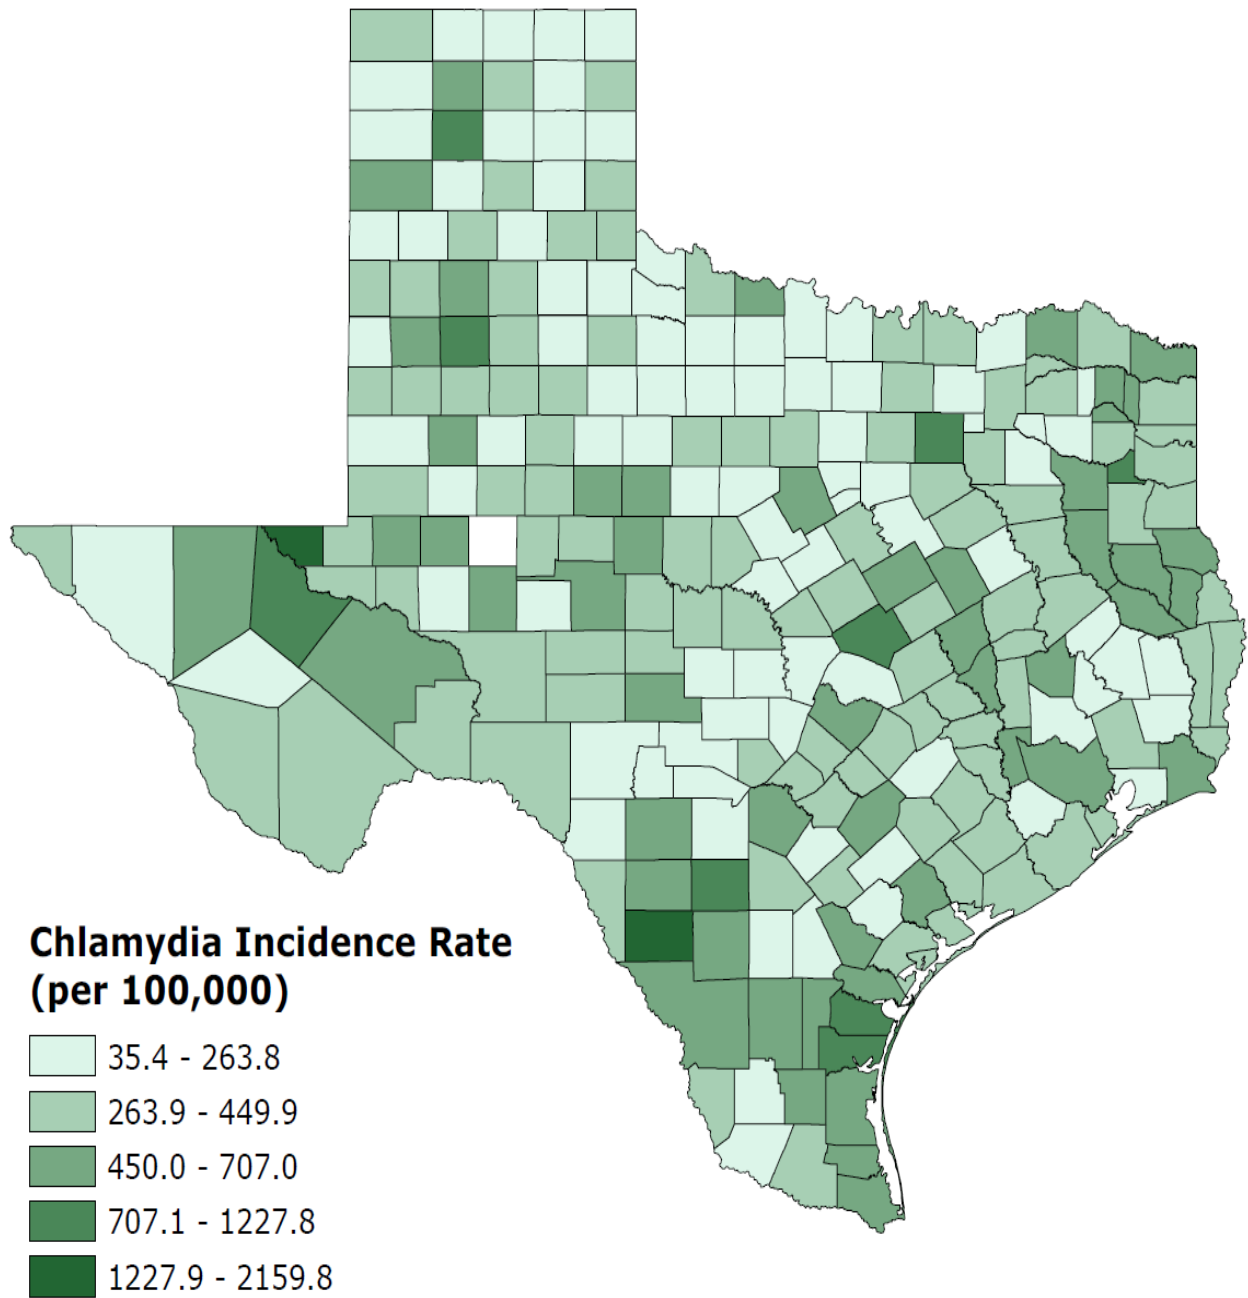 Chlamydia Incidence Rate
(per 100,000)
35.4 - 263.8
263.9 - 449.9
450.0 - 707.0
707.1 - 1227.8
1227.9 - 2159.8